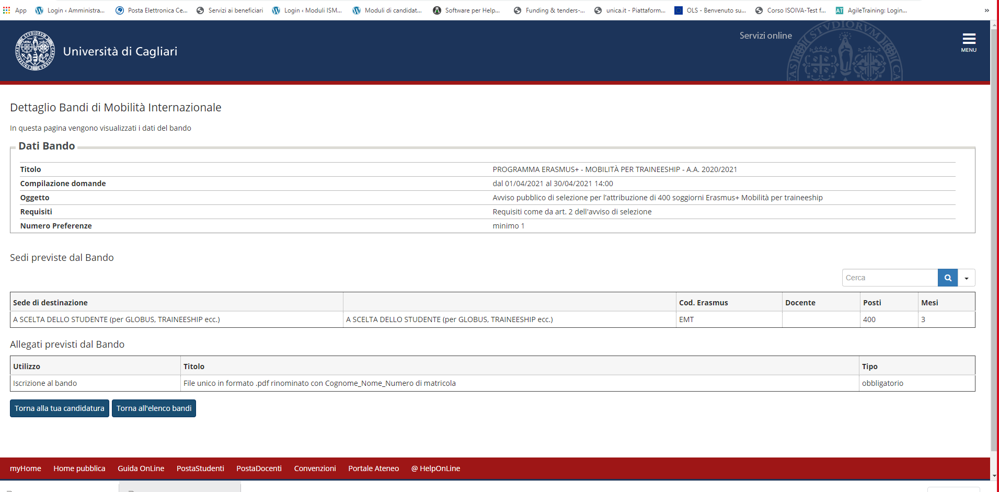 App Login ‹ Amministra... Posta Elettronica Ce... Servizi ai beneficiari Login ‹ Moduli ISM... Moduli di candidat... Software per Help... Funding & tenders-... unica.it - Piattaform... OLS - Benvenuto su... Corso ISOIVA-Test f... AT AgileTraining: Login... »
Università di Cagliari
Servizi online
MENU
Dettaglio Bandi di Mobilità Internazionale
In questa pagina vengono visualizzati i dati del bando
Dati Bando
Titolo PROGRAMMA ERASMUS+ - MOBILITÀ PER TRAINEESHIP - A.A. 2020/2021
Compilazione domande dal 01/04/2021 al 30/04/2021 14:00
Oggetto Avviso pubblico di selezione per l’attribuzione di 400 soggiorni Erasmus+ Mobilità per traineeship
Requisiti Requisiti come da art. 2 dell'avviso di selezione
Numero Preferenze minimo 1
Sedi previste dal Bando
Cerca
Sede di destinazione Cod. Erasmus Docente Posti Mesi
A SCELTA DELLO STUDENTE (per GLOBUS, TRAINEESHIP ecc.) A SCELTA DELLO STUDENTE (per GLOBUS, TRAINEESHIP ecc.) EMT 400 3
Allegati previsti dal Bando
Utilizzo Titolo Tipo
Iscrizione al bando File unico in formato .pdf rinominato con Cognome_Nome_Numero di matricola obbligatorio
Torna alla tua candidatura Torna all'elenco bandi
myHome Home pubblica Guida OnLine PostaStudenti PostaDocenti Convenzioni Portale Ateneo @ HelpOnLine